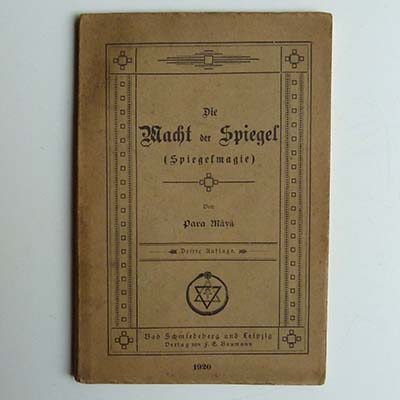 Die
Macht der Spiegel
(Spiegelmagie)
Von
Para Mâyâ
Dritte Auflage.
Bad Schmiedeberg und Leipzig
Verlag von F. E. Baumann
1920